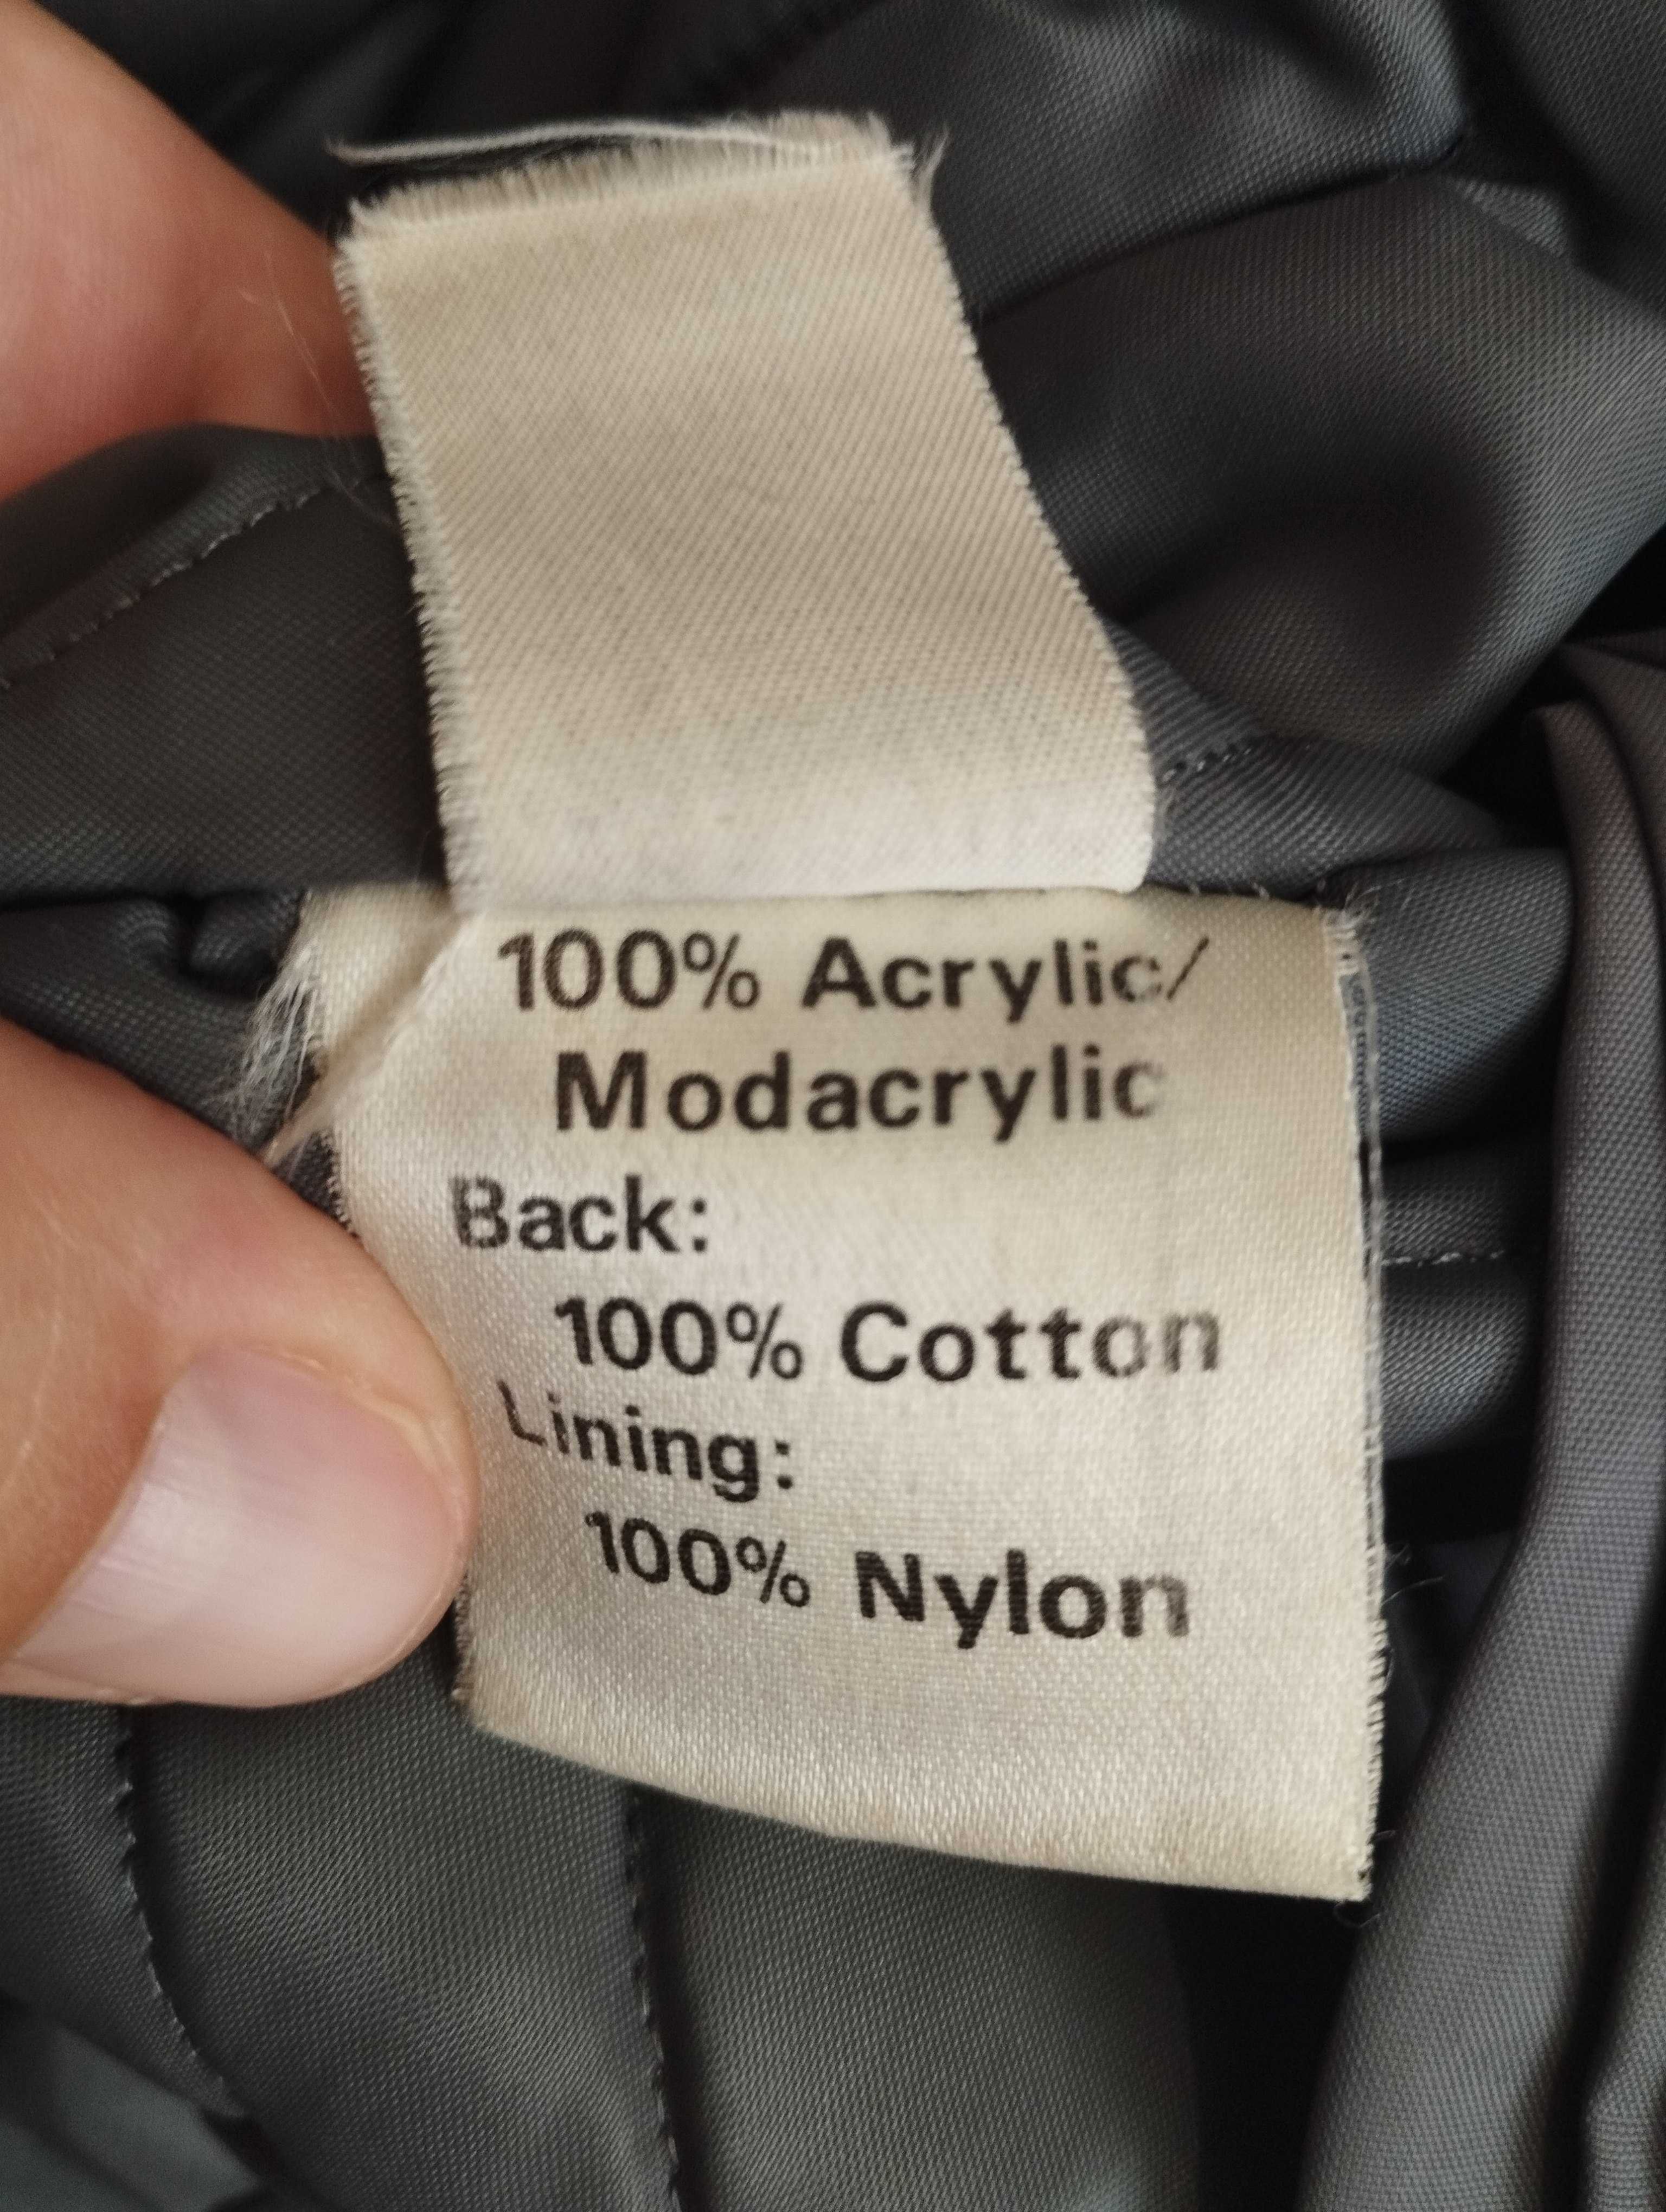 100% Acrylic/
Modacrylic
Back:
100% Cotton
Lining:
100% Nylon